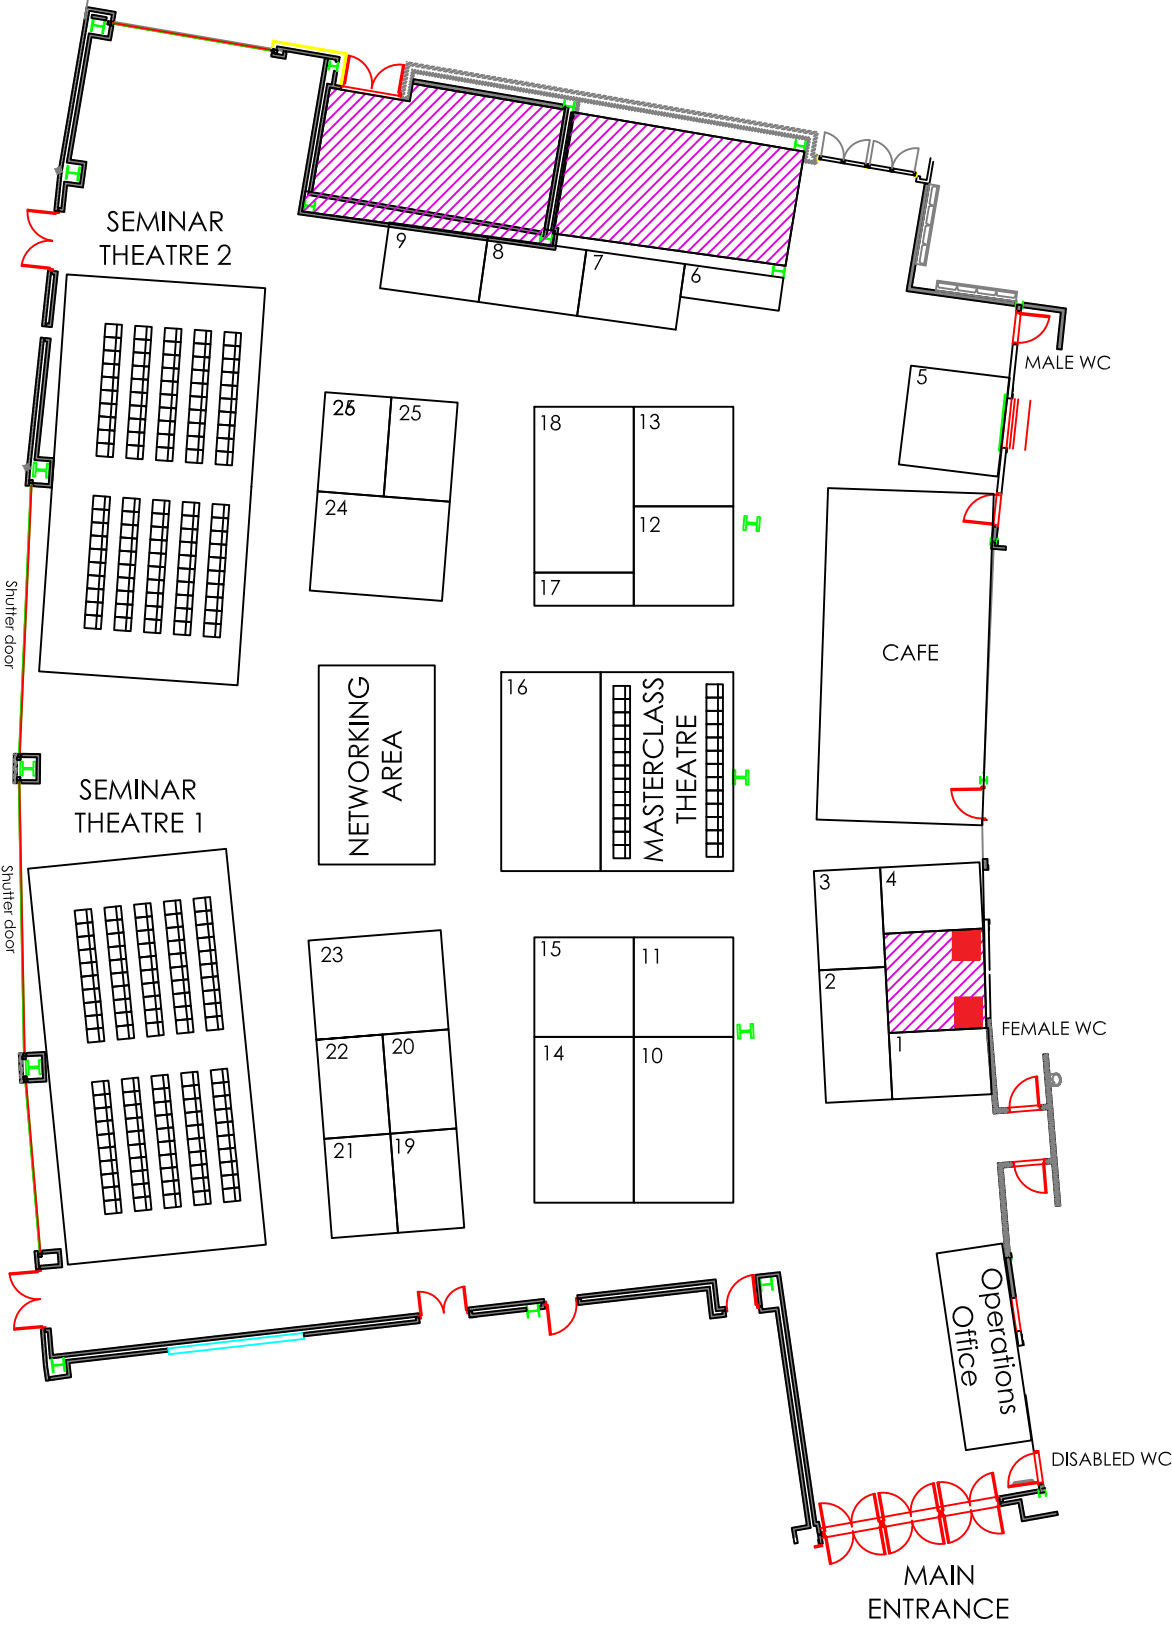 SEMINAR
THEATRE 2
9
8
7
6
MALE WC
5
25
24
18
13
12
17
Shutter door
CAFE
NETWORKING
AREA
16
MASTERCLASS
THEATRE
SEMINAR
THEATRE 1
Shutter door
3
4
2
1
FEMALE WC
23
22
20
21
19
15
11
14
10
Operations
Office
DISABLED WC
MAIN
ENTRANCE